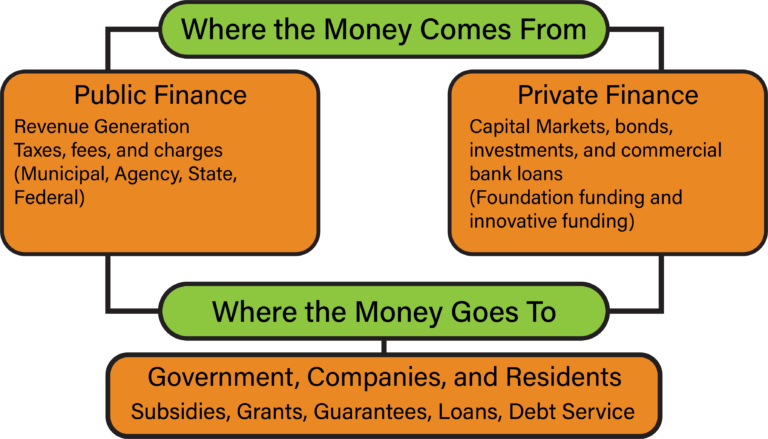 Where the Money Comes From
Public Finance
Revenue Generation
Taxes, fees, and charges
(Municipal, Agency, State,
Federal)
Private Finance
Capital Markets, bonds,
investments, and commercial
bank loans
(Foundation funding and
innovative funding)
Where the Money Goes To
Government, Companies, and Residents
Subsidies, Grants, Guarantees, Loans, Debt Service